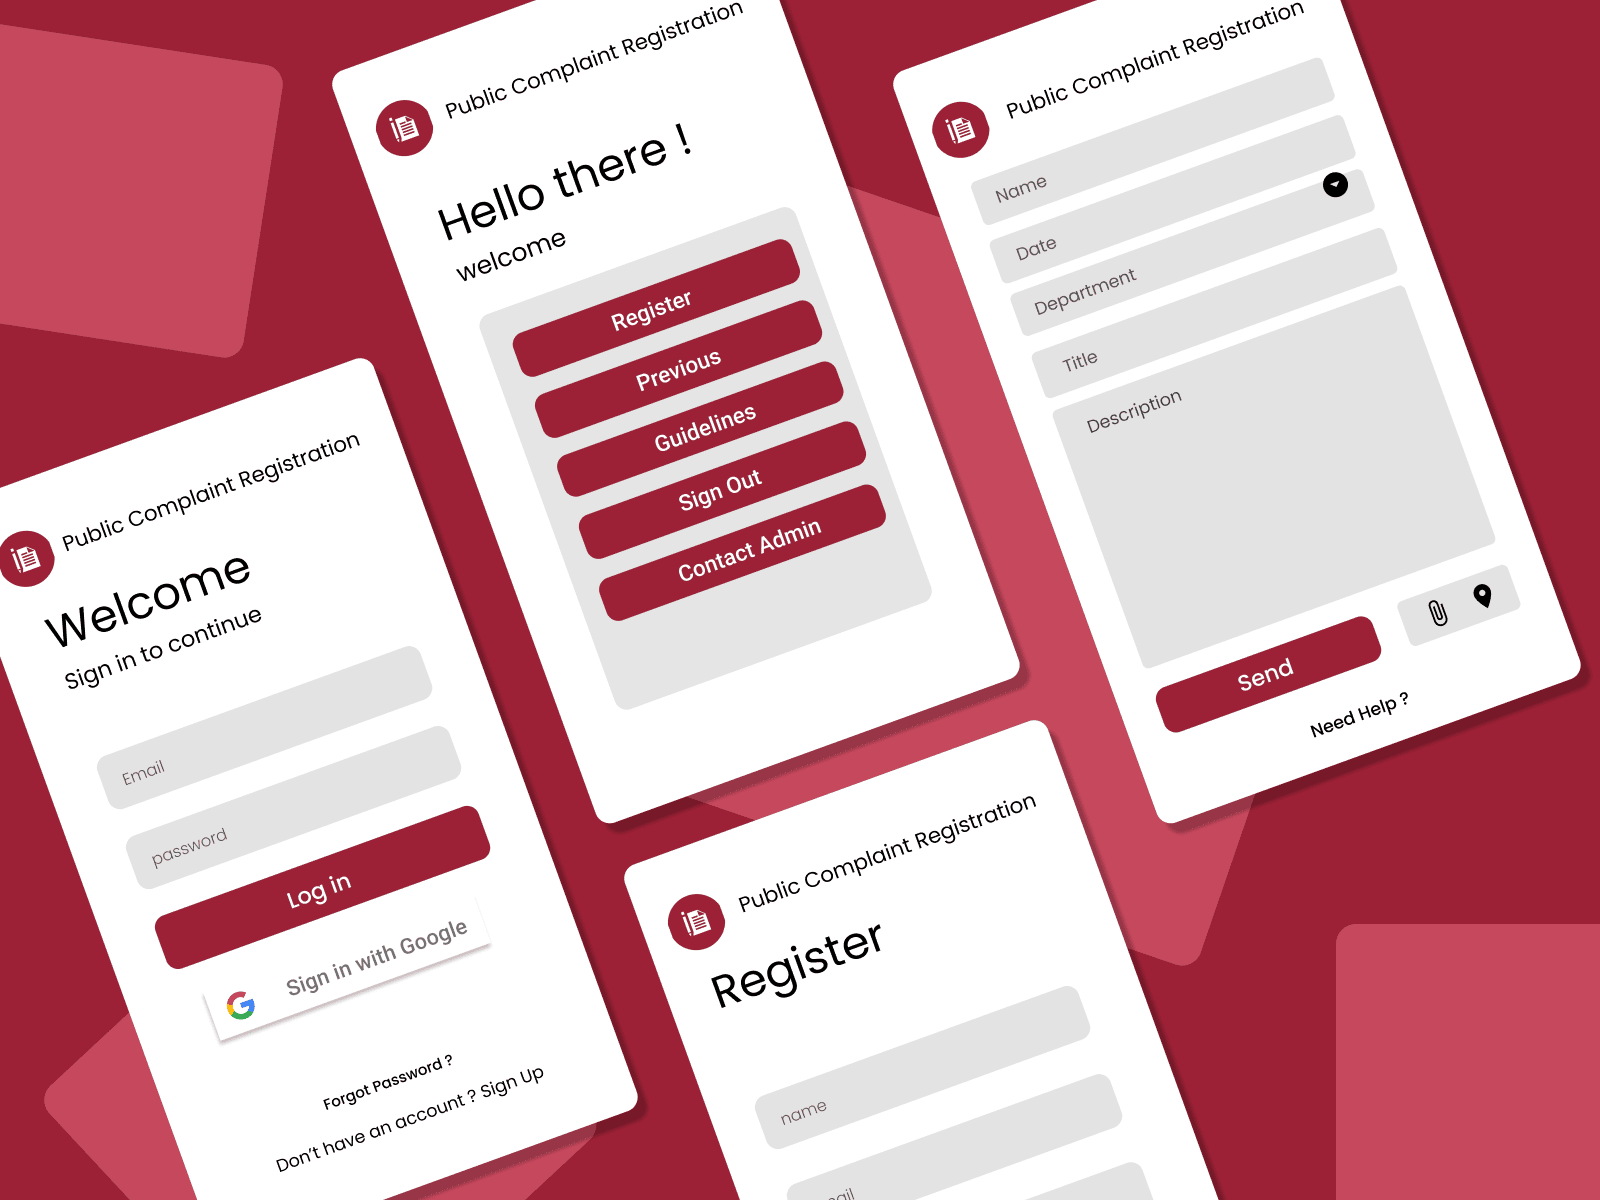 Public Complaint Registration
Welcome
Sign in to continue
Email
password
Log in
Sign in with Google
Forgot Password ?
Don't have an account ? Sign Up
Public Complaint Registration
Hello there !
welcome
Register
Previous
Guidelines
Sign Out
Contact Admin
Public Complaint Registration
Register
name
Public Complaint Registration
Name
Date
Department
Title
Description
Send
Need Help ?